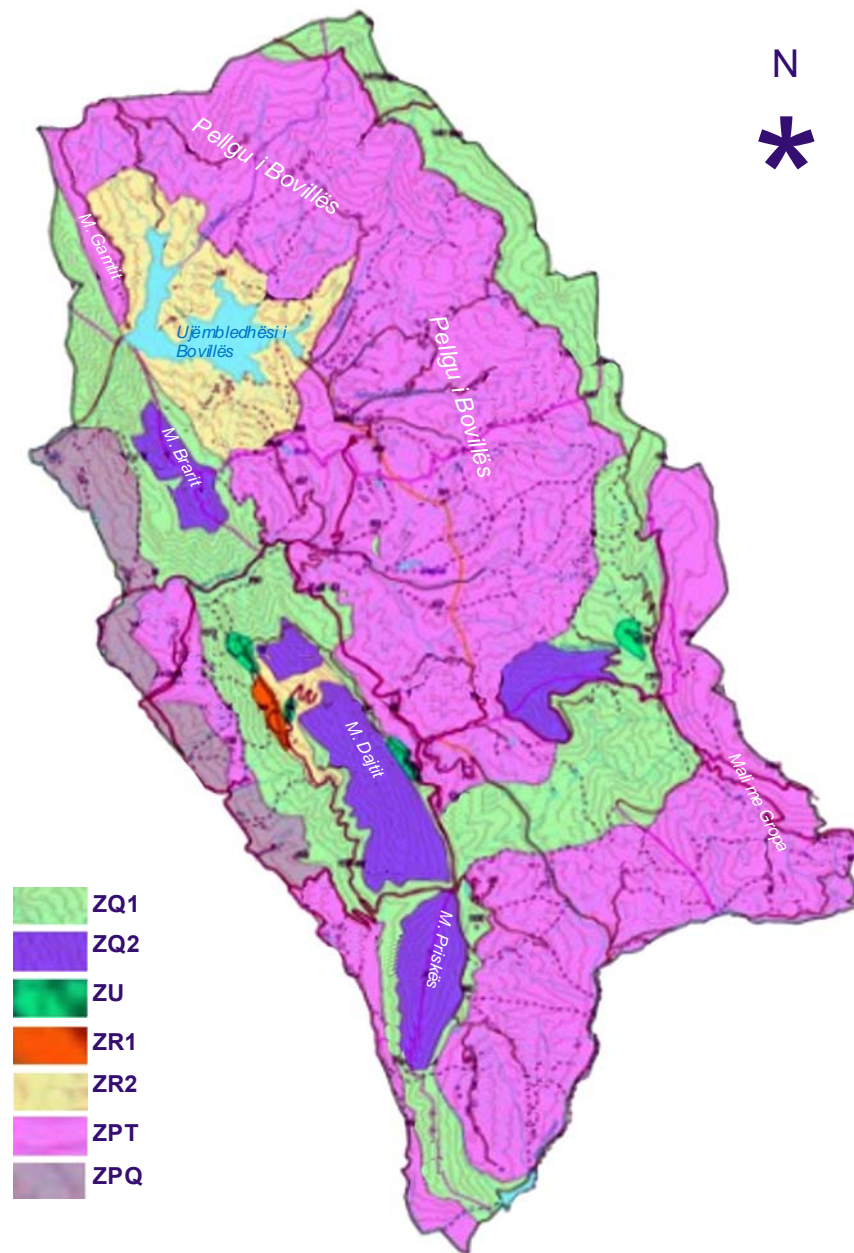 N
*
Pellgu i Bovillës
M. Gamtit
Ujëmbledhësi i
Bovillës
Pellgu i Bovillës
M. Brarit
M. Dajtit
Mali me Gropa
M. Priskës
ZQ1
ZQ2
ZU
ZR1
ZR2
ZPT
ZPQ